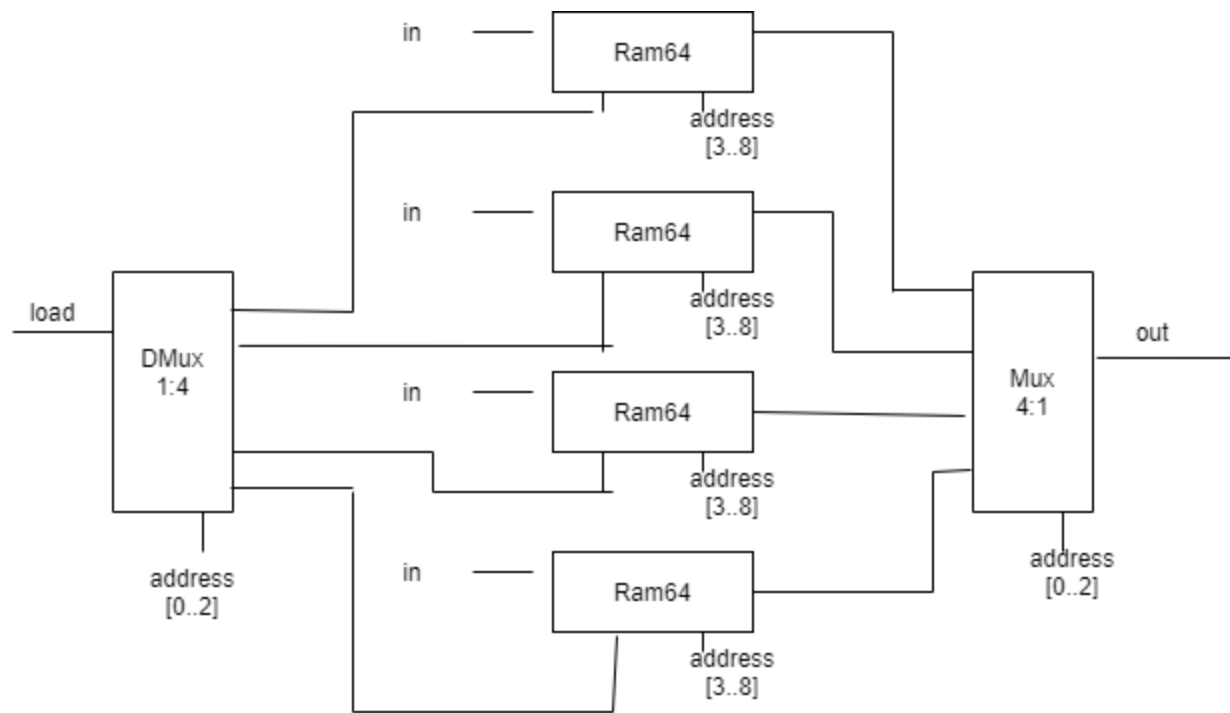 in
Ram64
address
[3..8]
in
Ram64
address
[3..8]
load
DMux
1:4
in
Ram64
address
[3..8]
Mux
4:1
out
address
[0..2]
in
Ram64
address
[3..8]
address
[0..2]